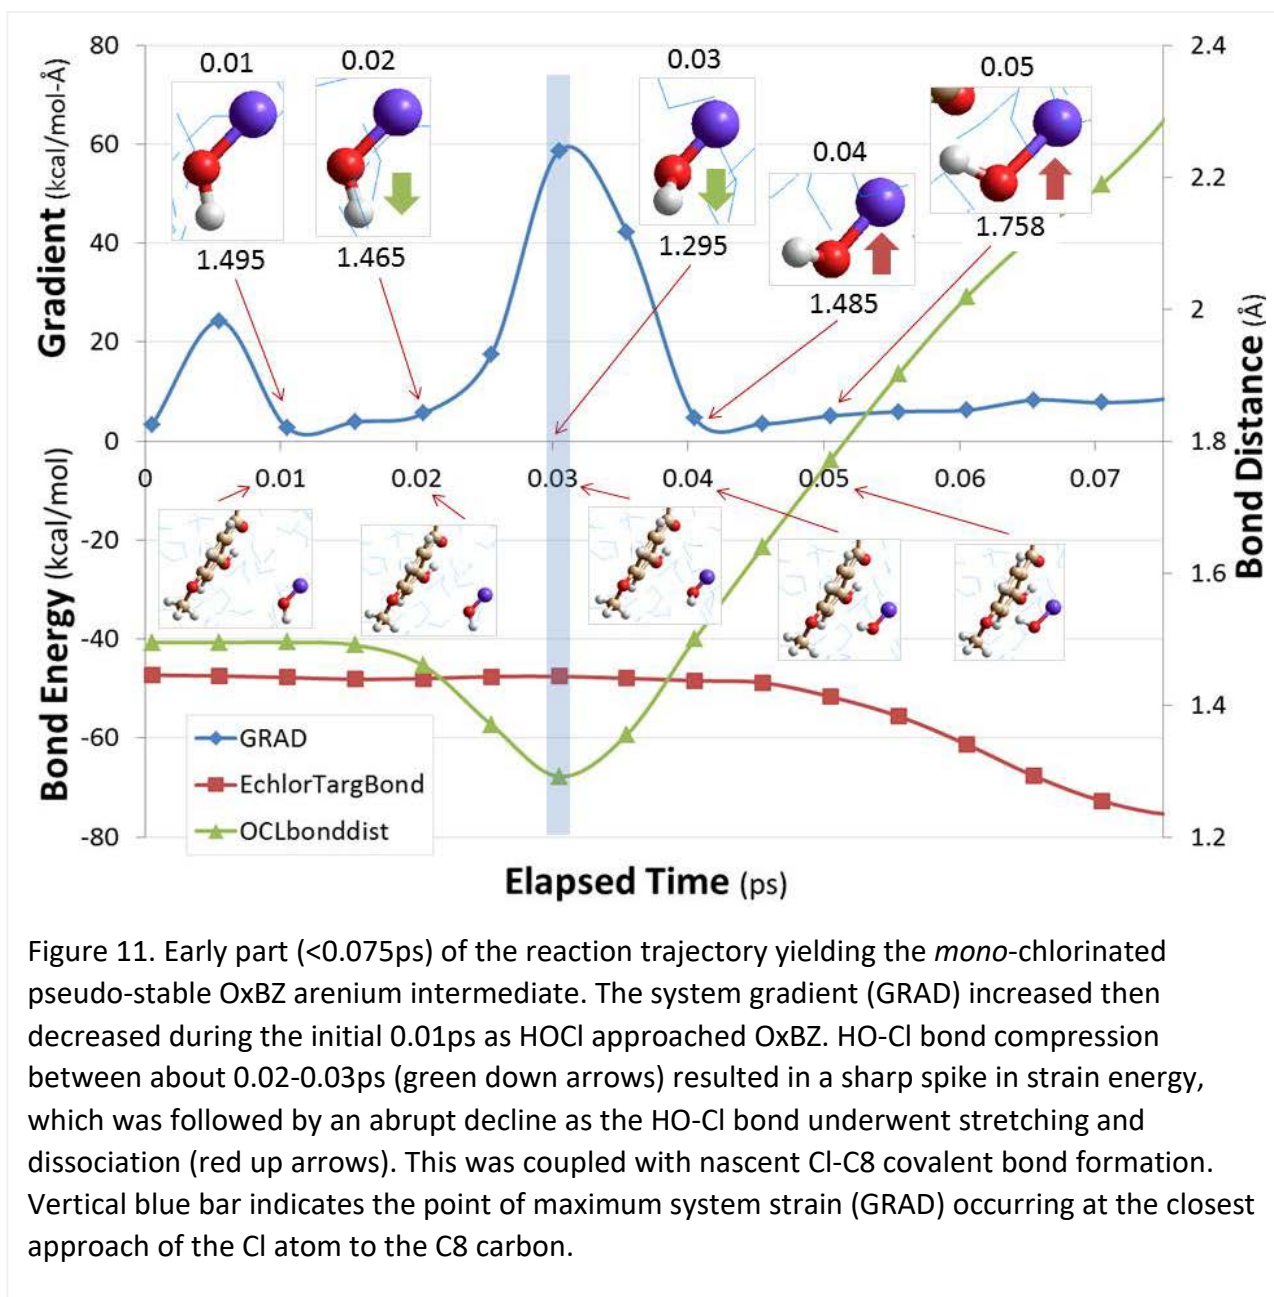 80
60
40
20
0
-20
-40
-60
-80
Gradient (kcal/mol-Å)
Bond Energy (kcal/mol)
0.01
0.02
0.03
0.04
0.05
1.495
1.465
1.295
1.485
1.758
2.4
2.2
2
1.8
1.6
1.4
1.2
Bond Distance (Å)
0 0.01 0.02 0.03 0.04 0.05 0.06 0.07
GRAD
EchlorTargBond
OCLbonddist
Elapsed Time (ps)
Figure 11. Early part (<0.075ps) of the reaction trajectory yielding the mono-chlorinated
pseudo-stable OxBZ arenium intermediate. The system gradient (GRAD) increased then
decreased during the initial 0.01ps as HOCl approached OxBZ. HO-Cl bond compression
between about 0.02-0.03ps (green down arrows) resulted in a sharp spike in strain energy,
which was followed by an abrupt decline as the HO-Cl bond underwent stretching and
dissociation (red up arrows). This was coupled with nascent Cl-C8 covalent bond formation.
Vertical blue bar indicates the point of maximum system strain (GRAD) occurring at the closest
approach of the Cl atom to the C8 carbon.